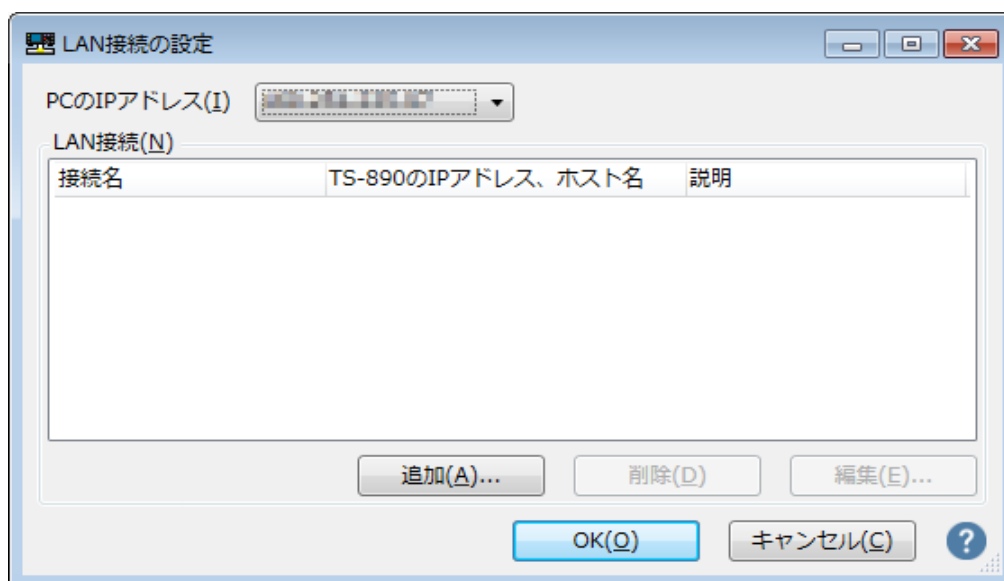 LAN接続の設定
PCのIPアドレス(I)
LAN接続(N)
接続名 TS-890のIPアドレス、ホスト名 説明
追加(A)... 削除(D) 編集(E)...
OK(O) キャンセル(C) ?